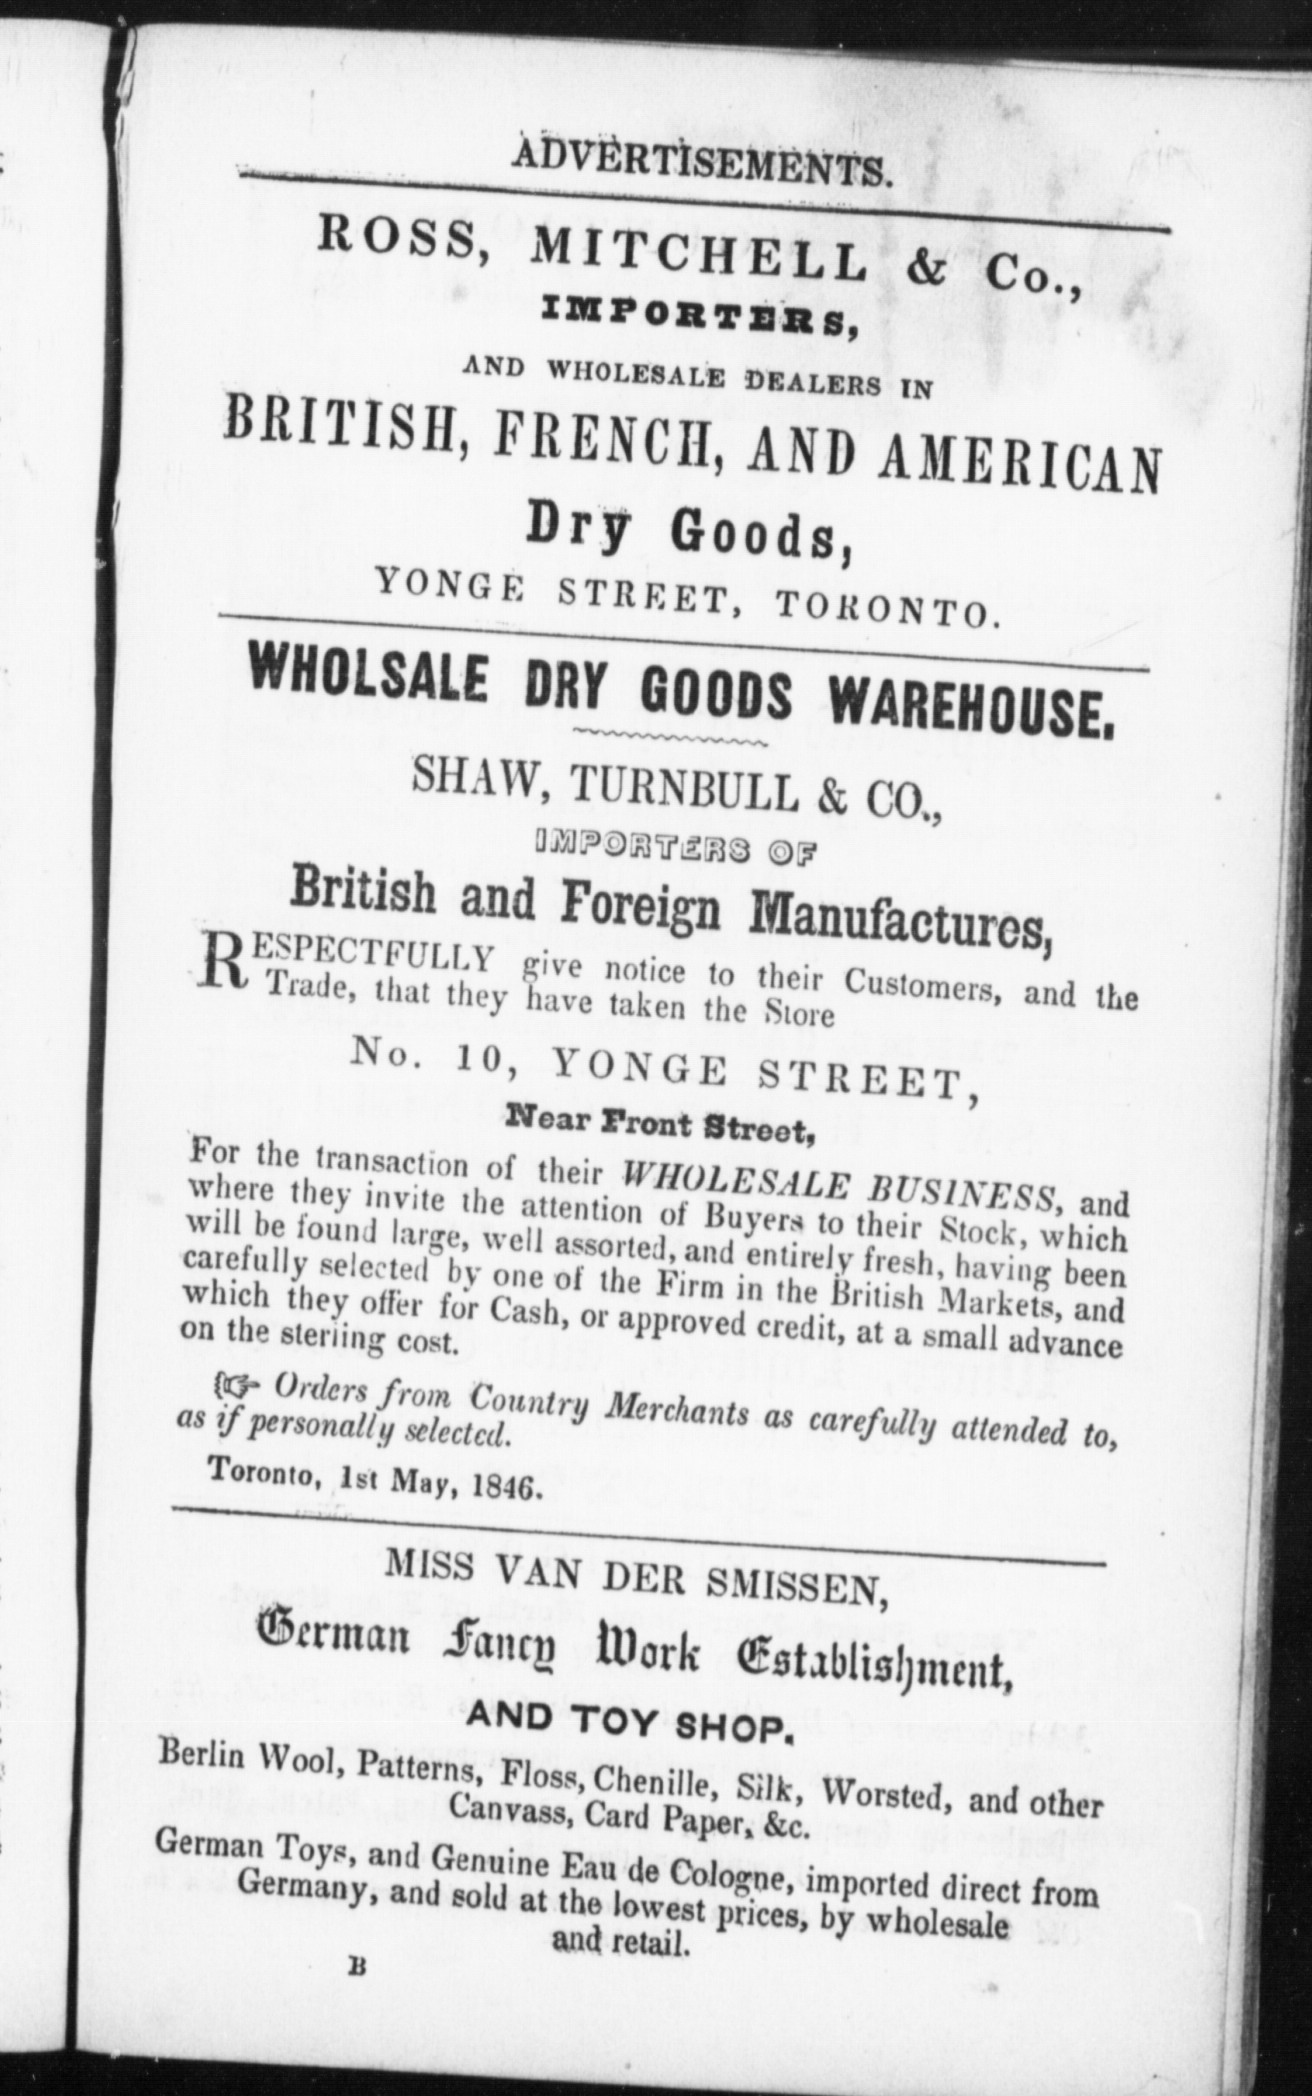 ADVERTISEMENTS.
ROSS, MITCHELL & Co.,
IMPORTERS,
AND WHOLESALE DEALERS IN
BRITISH, FRENCH, AND AMERICAN
Dry Goods,
YONGE STREET, TORONTO.
WHOLSALE DRY GOODS WAREHOUSE.
SHAW, TURNBULL & CO.,
IMPORTERS OF
British and Foreign Manufactures,
RESPECTFULLY give notice to their Customers, and the
Trade, that they have taken the Store
No. 10, YONGE STREET,
Near Front Street,
For the transaction of their WHOLESALE BUSINESS, and
where they invite the attention of Buyers to their Stock, which
will be found large, well assorted, and entirely fresh, having been
carefully selected by one of the Firm in the British Markets, and
which they offer for Cash, or approved credit, at a small advance
on the sterling cost.
☞ Orders from Country Merchants as carefully attended to,
as if personally selected.
Toronto, 1st May, 1846.
MISS VAN DER SMISSEN,
German Fancy Work Establishment,
AND TOY SHOP.
Berlin Wool, Patterns, Floss, Chenille, Silk, Worsted, and other
Canvass, Card Paper, &c.
German Toys, and Genuine Eau de Cologne, imported direct from
Germany, and sold at the lowest prices, by wholesale
and retail.
B